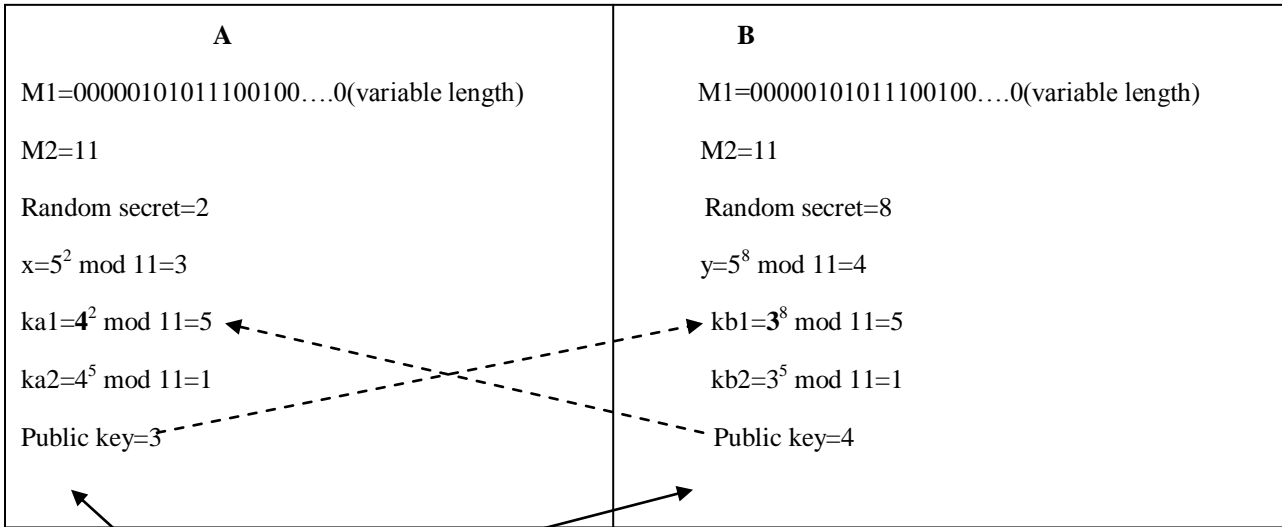 A
M1=00000101011100100....0(variable length)
M2=11
Random secret=2
x=5² mod 11=3
ka1=4² mod 11=5
ka2=4⁵ mod 11=1
Public key=3
B
M1=00000101011100100....0(variable length)
M2=11
Random secret=8
y=5⁸ mod 11=4
kb1=3⁸ mod 11=5
kb2=3⁵ mod 11=1
Public key=4